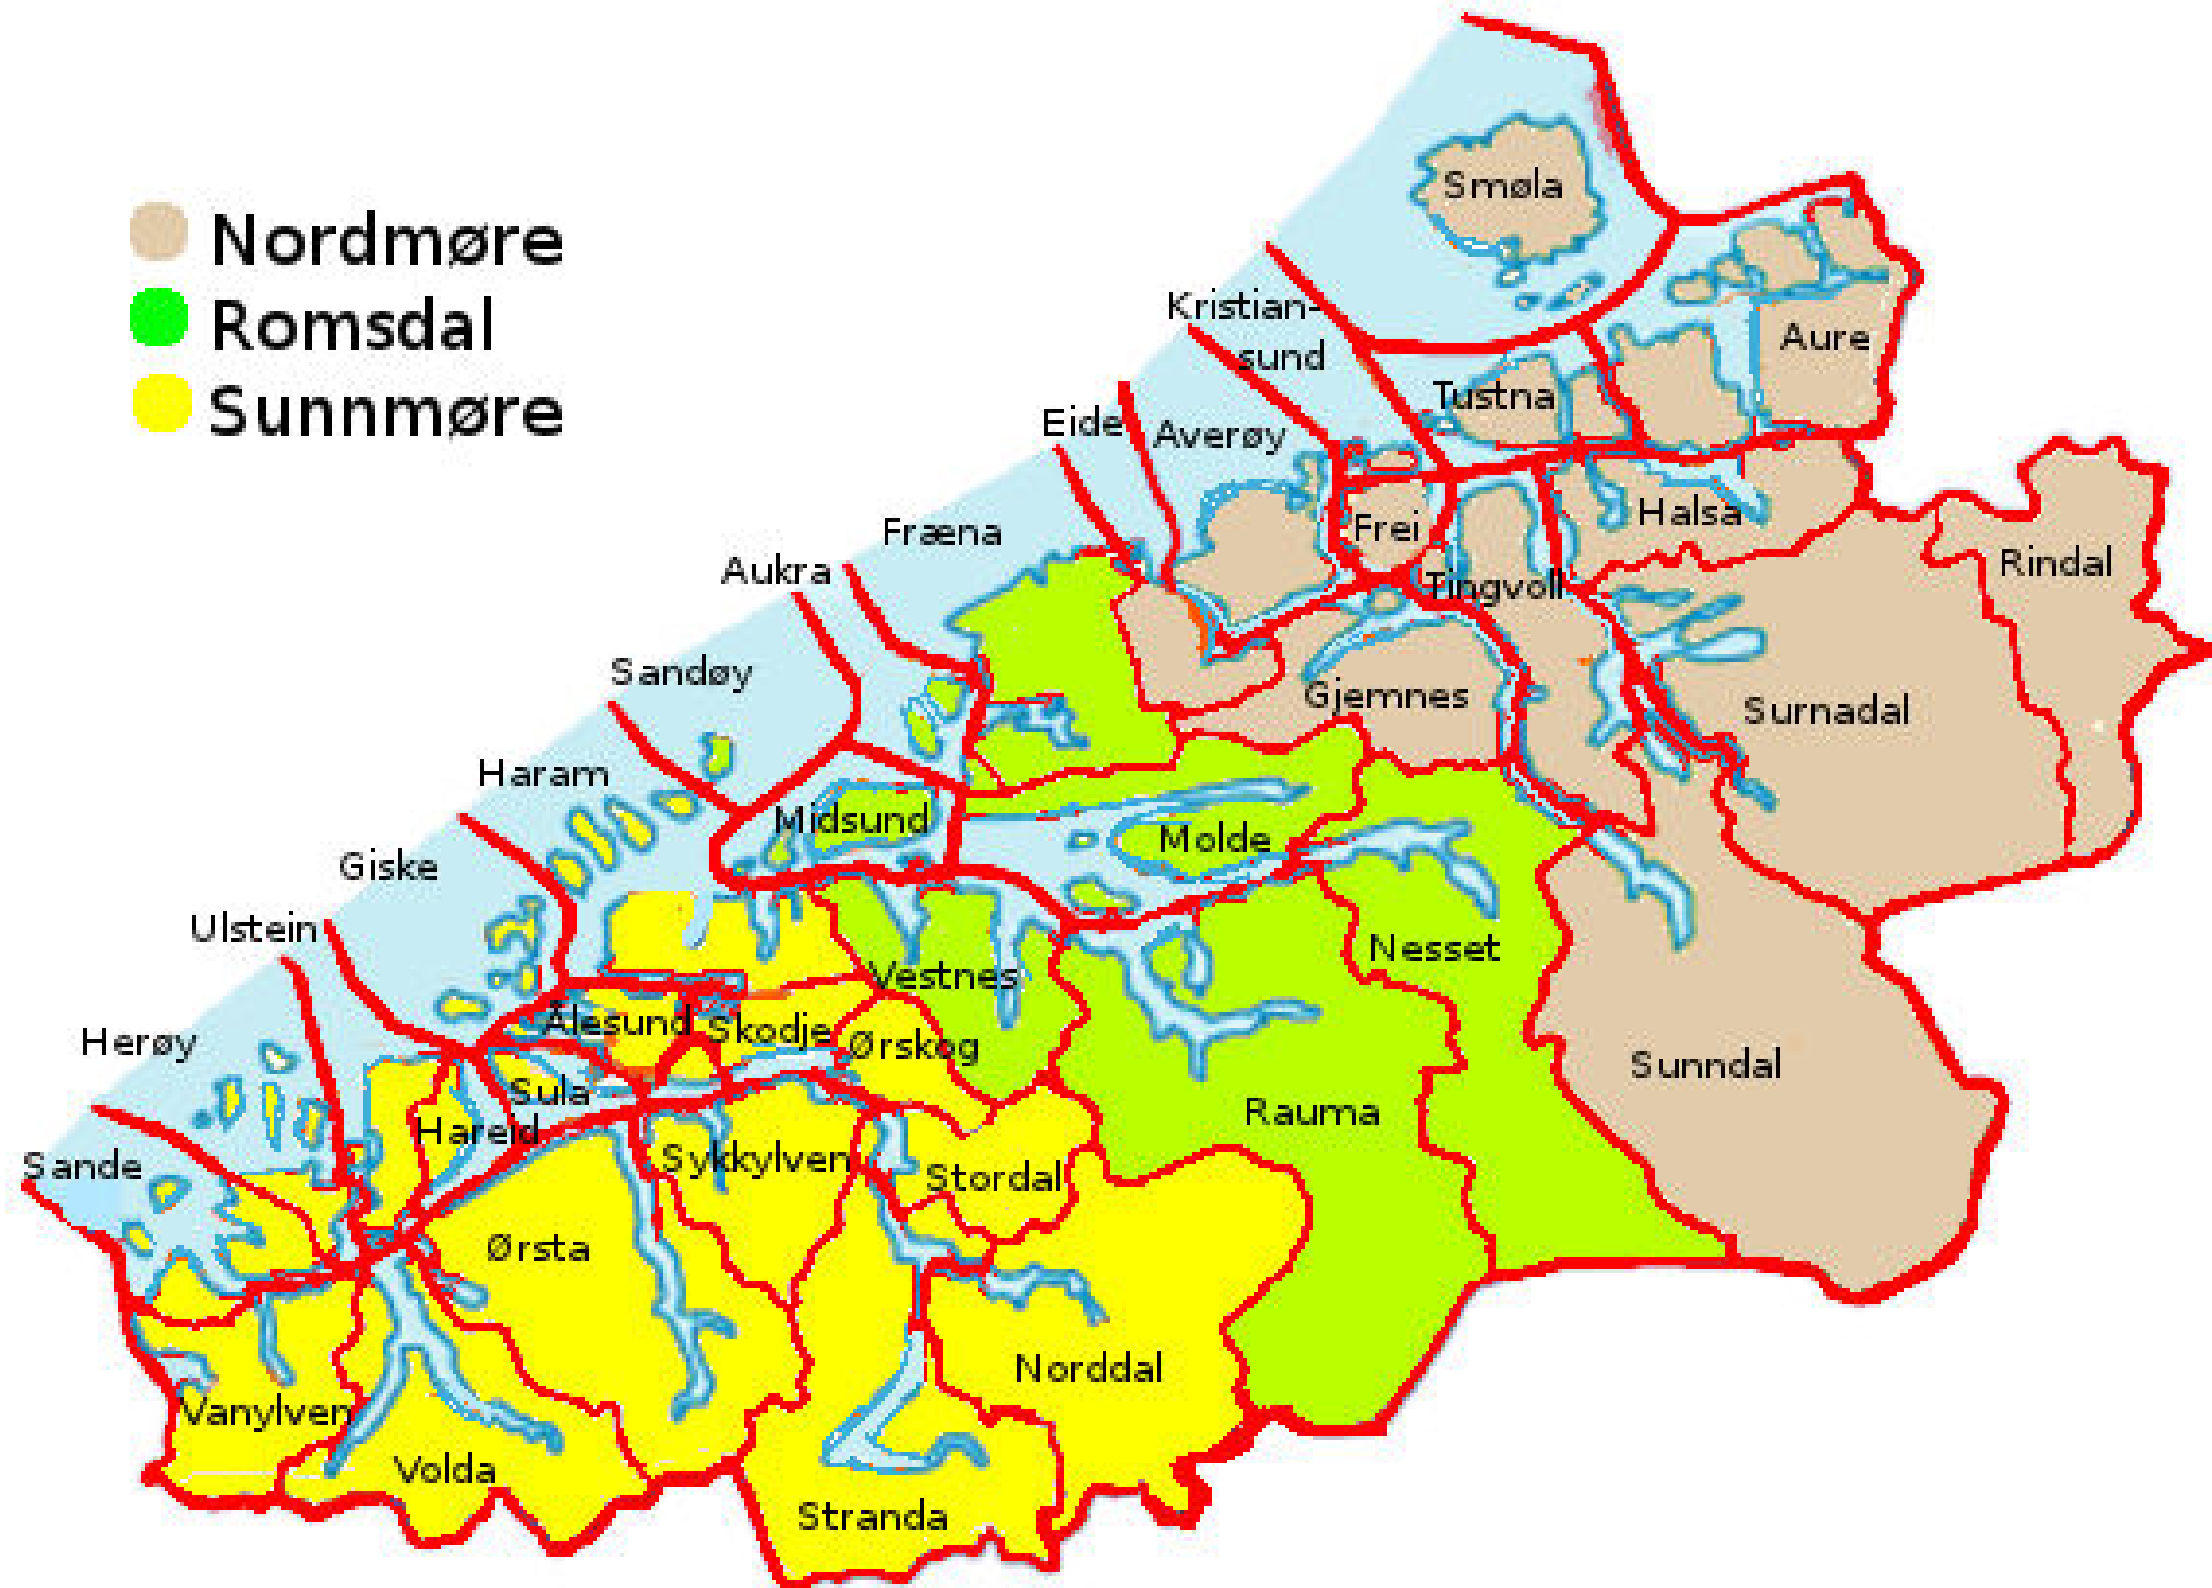 Nordmøre
Romsdal
Sunnmøre
Smøla
Kristian-
sund
Aure
Tustna
Eide
Averøy
Fræna
Frei
Halsa
Rindal
Aukra
Tingvoll
Sandøy
Gjemnes
Surnadal
Haram
Midsund
Molde
Giske
Ulstein
Nesset
Vestnes
Herøy
Ålesund
Skodje
Ørskog
Sunndal
Sula
Hareid
Rauma
Sande
Sykkylven
Stordal
Ørsta
Norddal
Vanylven
Volda
Stranda